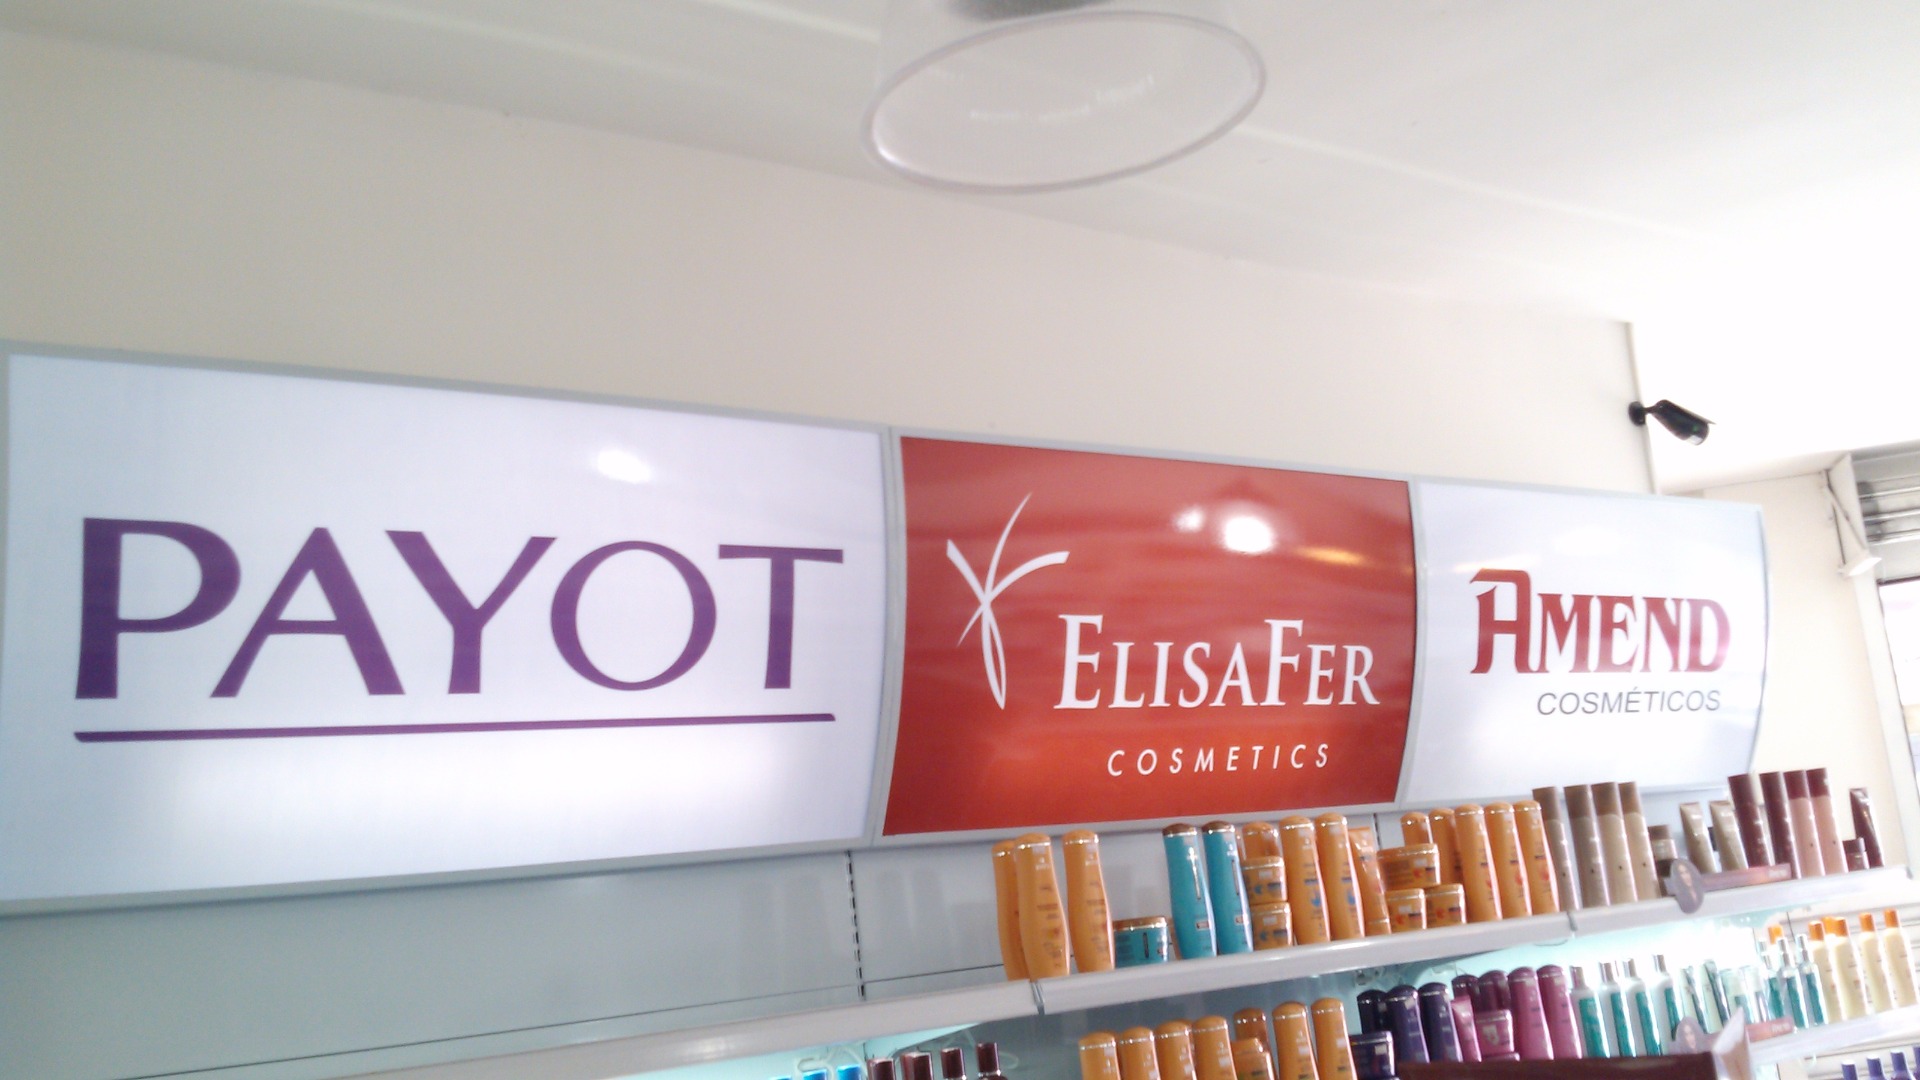 PAYOT
ELISAFER
COSMETICS
AMEND
COSMÉTICOS